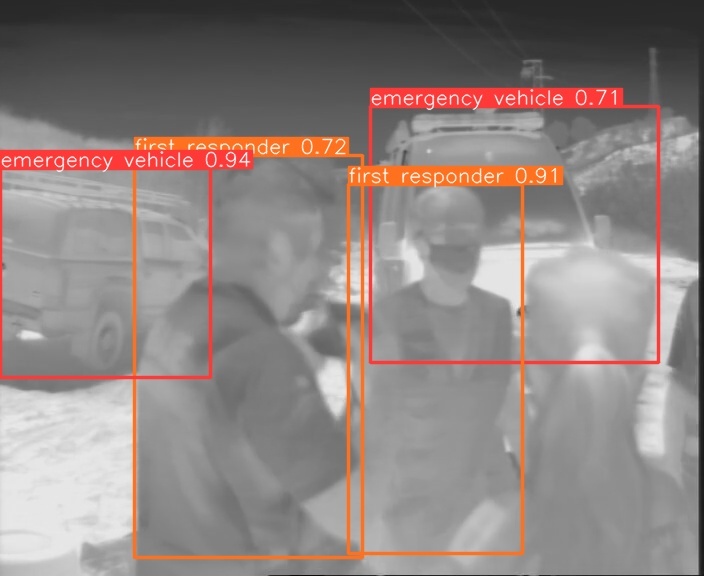 emergency vehicle 0.71
first responder 0.72
emergency vehicle 0.94
first responder 0.91